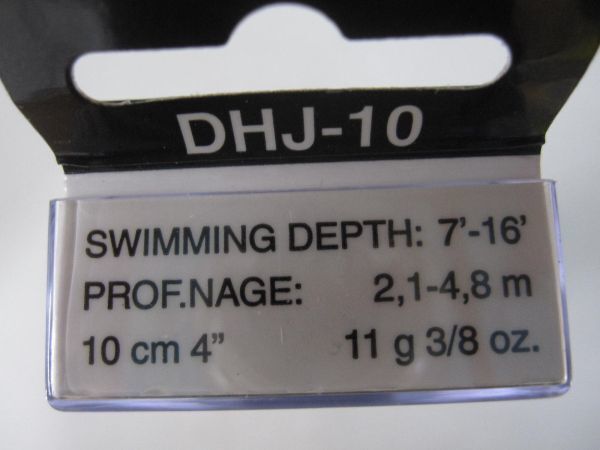 DHJ-10
SWIMMING DEPTH: 7'-16'
PROF.NAGE: 2,1-4,8 m
10 cm 4" 11 g 3/8 oz.